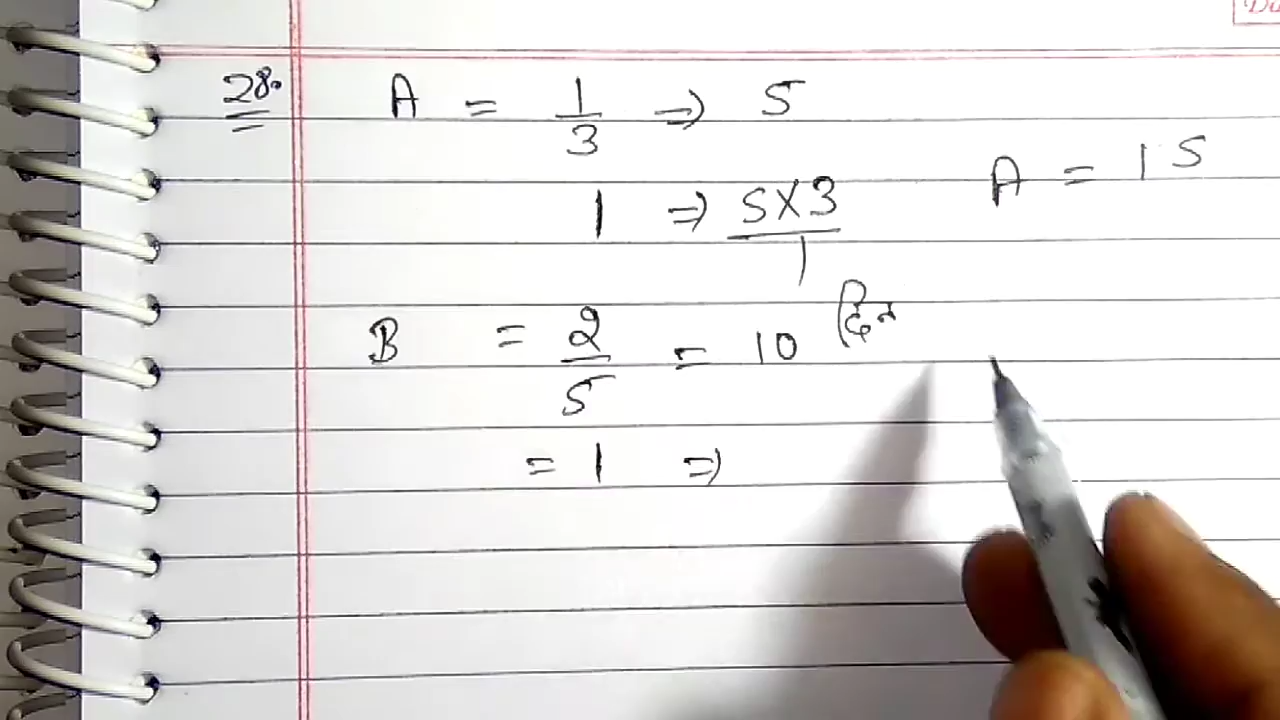 28. A = 1/3 ⇒ 5
1 ⇒ 5×3/1
A = 15
B = 2/5 = 10 दिन
= 1 ⇒